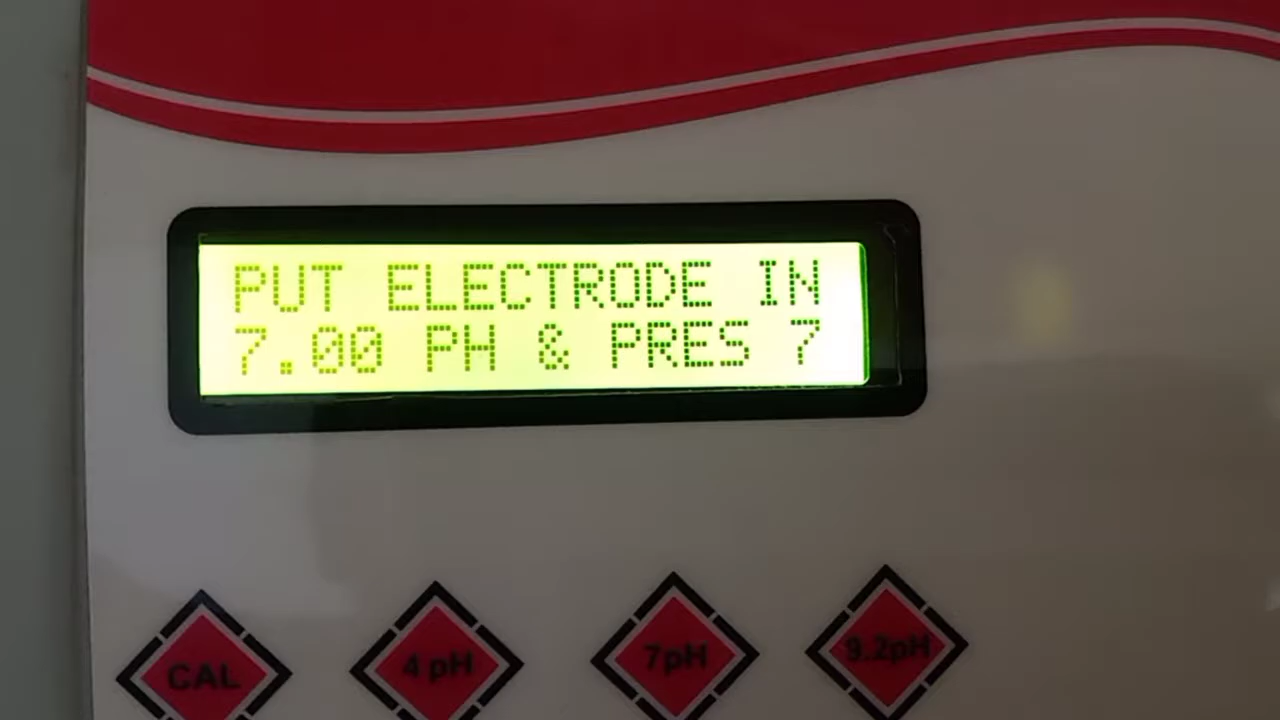 PUT ELECTRODE IN
7.00 PH & PRES 7
CAL
4 pH
7pH
9.2pH